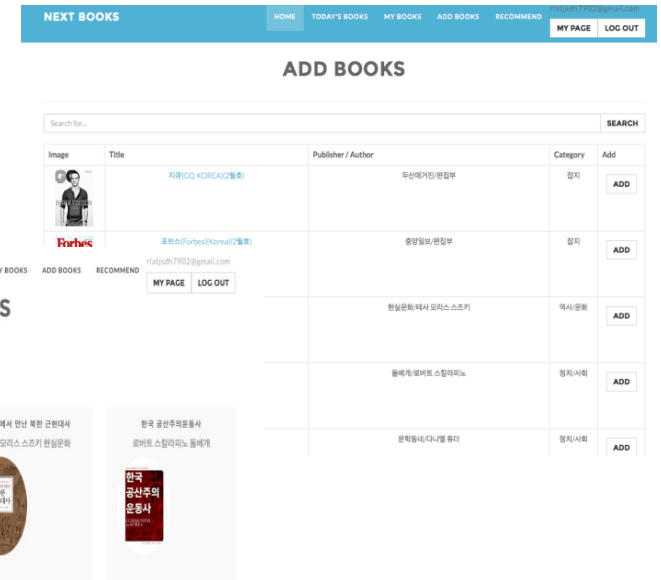 NEXT BOOKS
HOME TODAY'S BOOKS MY BOOKS ADD BOOKS RECOMMEND
rlatjsdh7902@gmail.com
MY PAGE LOG OUT
ADD BOOKS
Search for...
SEARCH
Image Title Publisher / Author Category Add
지큐(GQ KOREA)(2월호) 두산매거진/편집부 잡지 ADD
Forbes
포브스(Forbes)(Korea)(2월호) 중앙일보/편집부 잡지 ADD
현실문화/테사 모리스 스즈키 역사/문화 ADD
돌베개/로버트 스칼라피노 정치/사회 ADD
문학동네/다니엘 튜더 정치/사회 ADD
Y BOOKS ADD BOOKS RECOMMEND
rlatjsdh7902@gmail.com
MY PAGE LOG OUT
S
에서 만난 북한 근현대사
모리스 스즈키 현실문화
한국 공산주의운동사
로버트 스칼라피노 돌베개
한국
공산주의
운동사